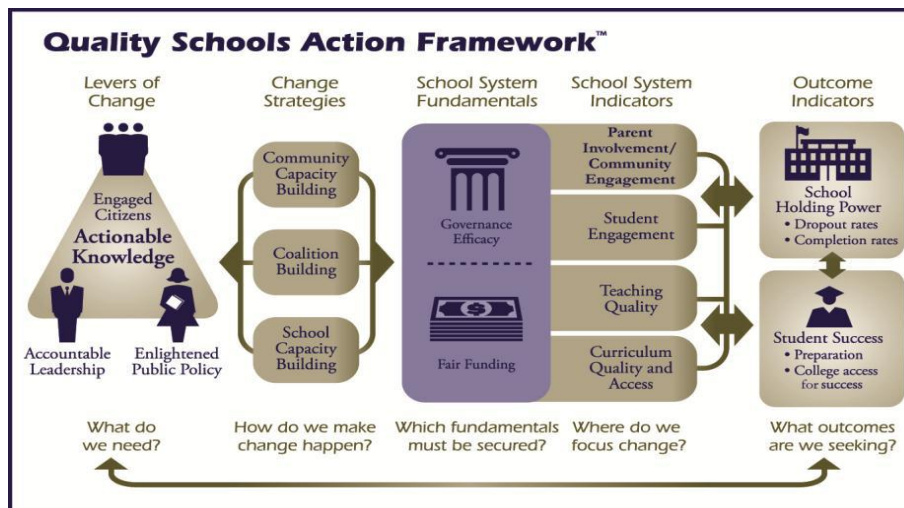 Quality Schools Action Framework™
Levers of
Change
Change
Strategies
School System
Fundamentals
School System
Indicators
Outcome
Indicators
Engaged
Citizens
Actionable
Knowledge
Accountable
Leadership
Enlightened
Public Policy
Community
Capacity
Building
Coalition
Building
School
Capacity
Building
Governance
Efficacy
$
Fair Funding
Parent
Involvement/
Community
Engagement
Student
Engagement
Teaching
Quality
Curriculum
Quality and
Access
School
Holding Power
• Dropout rates
• Completion rates
Student Success
• Preparation
• College access
for success
What do
we need?
How do we make
change happen?
Which fundamentals
must be secured?
Where do we
focus change?
What outcomes
are we seeking?